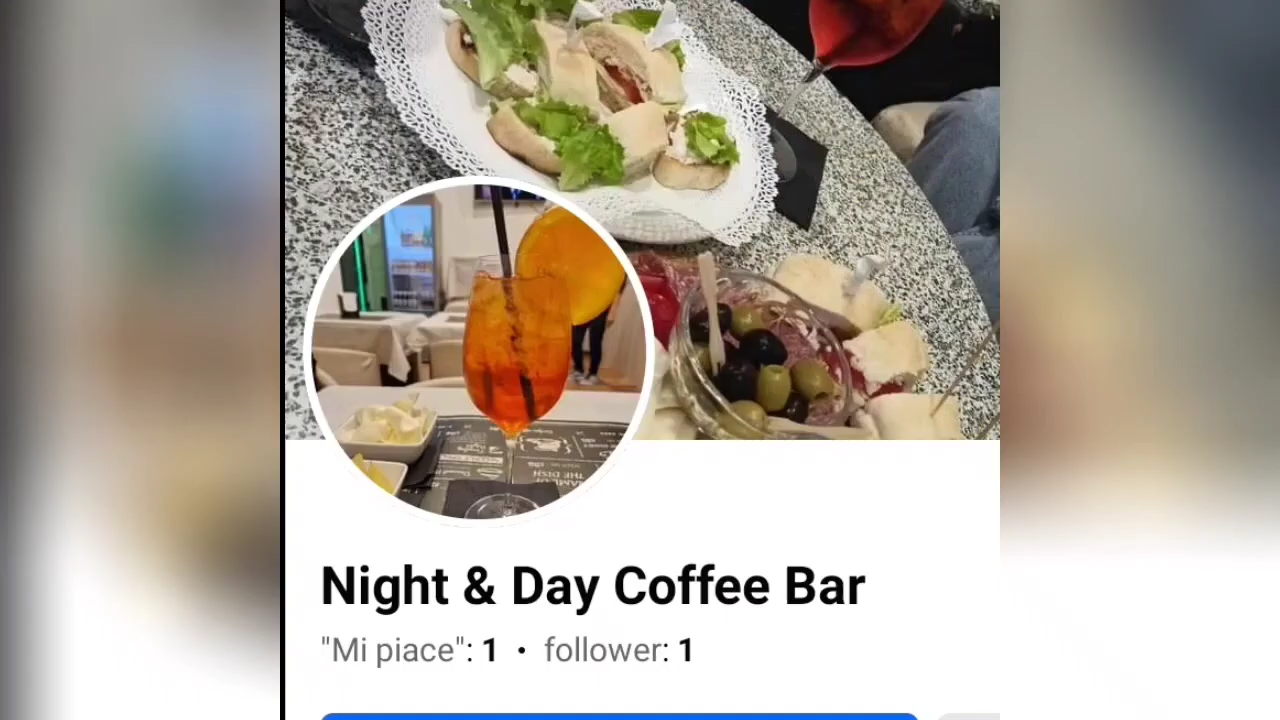 Night & Day Coffee Bar
"Mi piace": 1 • follower: 1